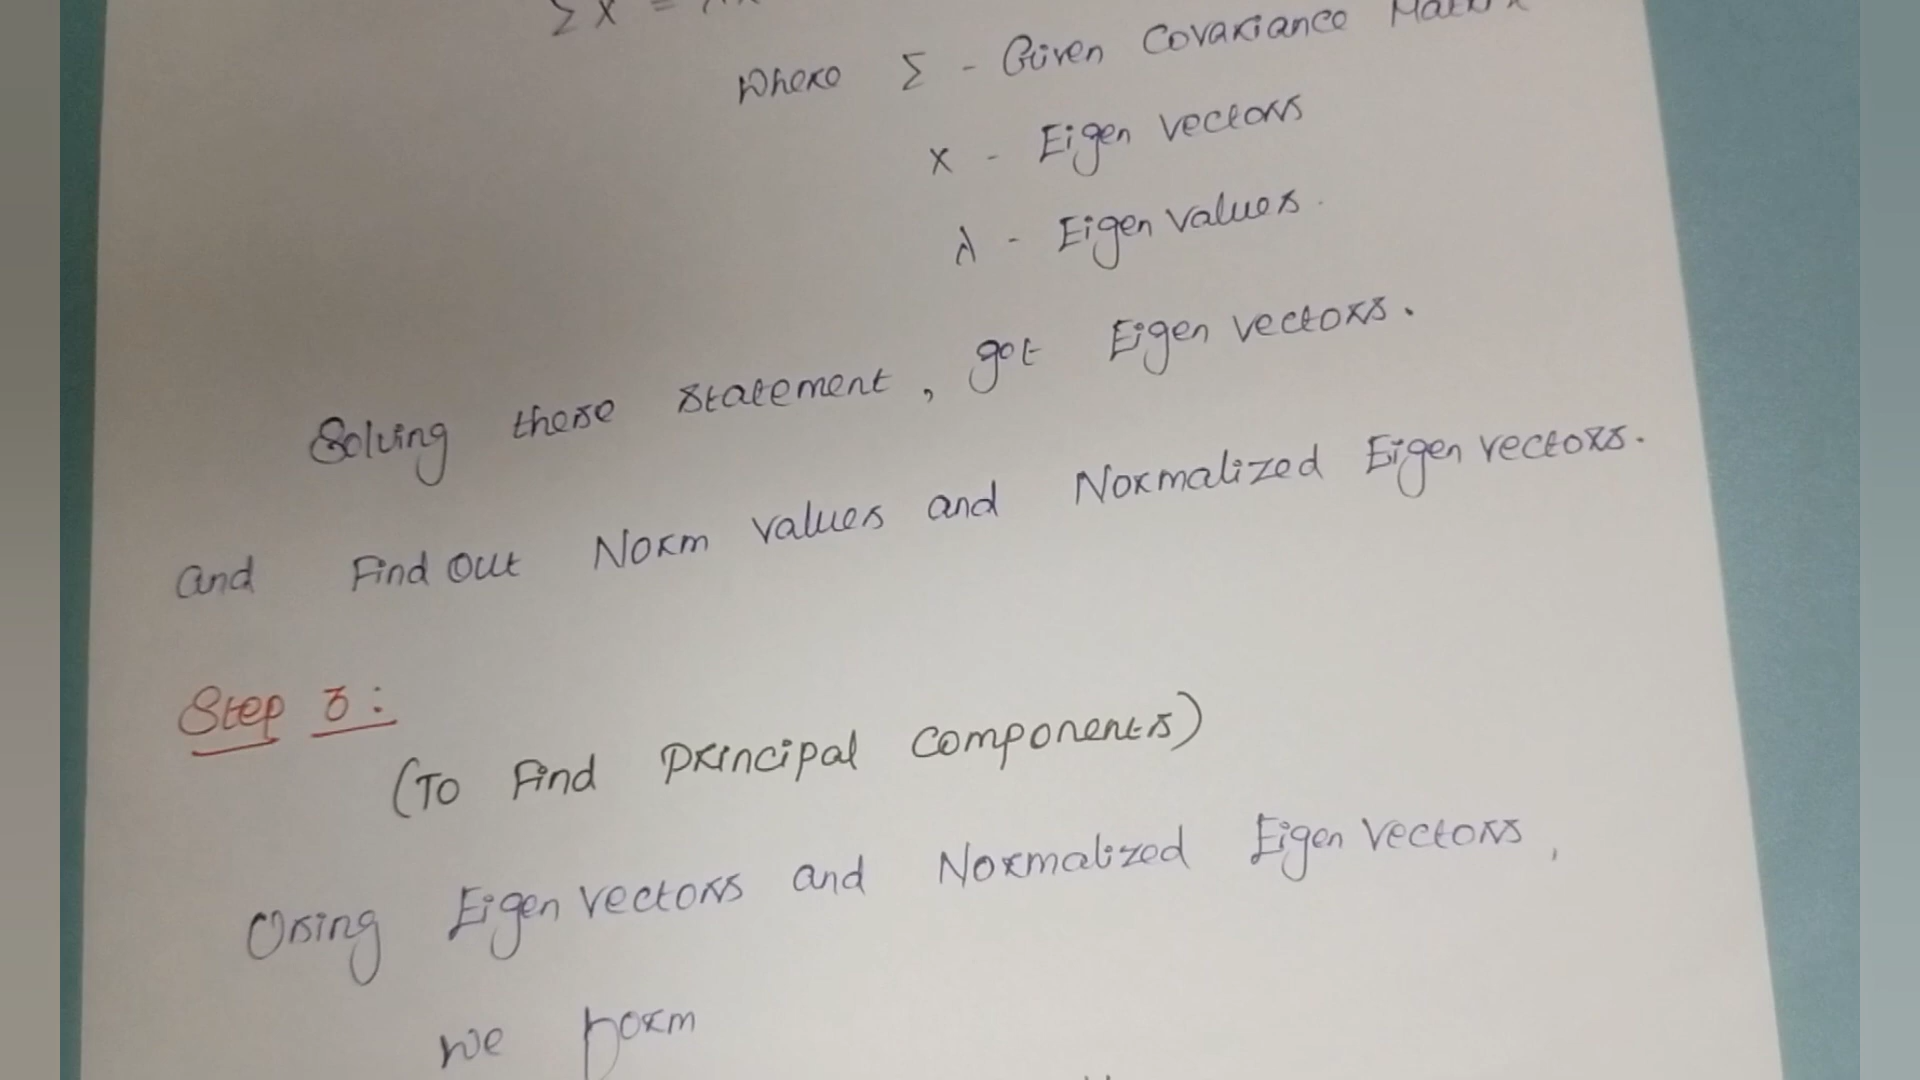 Σ X =
Where Σ - Given Covariance Matrix
X - Eigen vectors
λ - Eigen values.
Solving these statement, got Eigen vectors.
and Find out Norm values and Normalized Eigen vectors.
Step 3:
(To Find Principal Components)
Using Eigen vectors and Normalized Eigen vectors,
we form